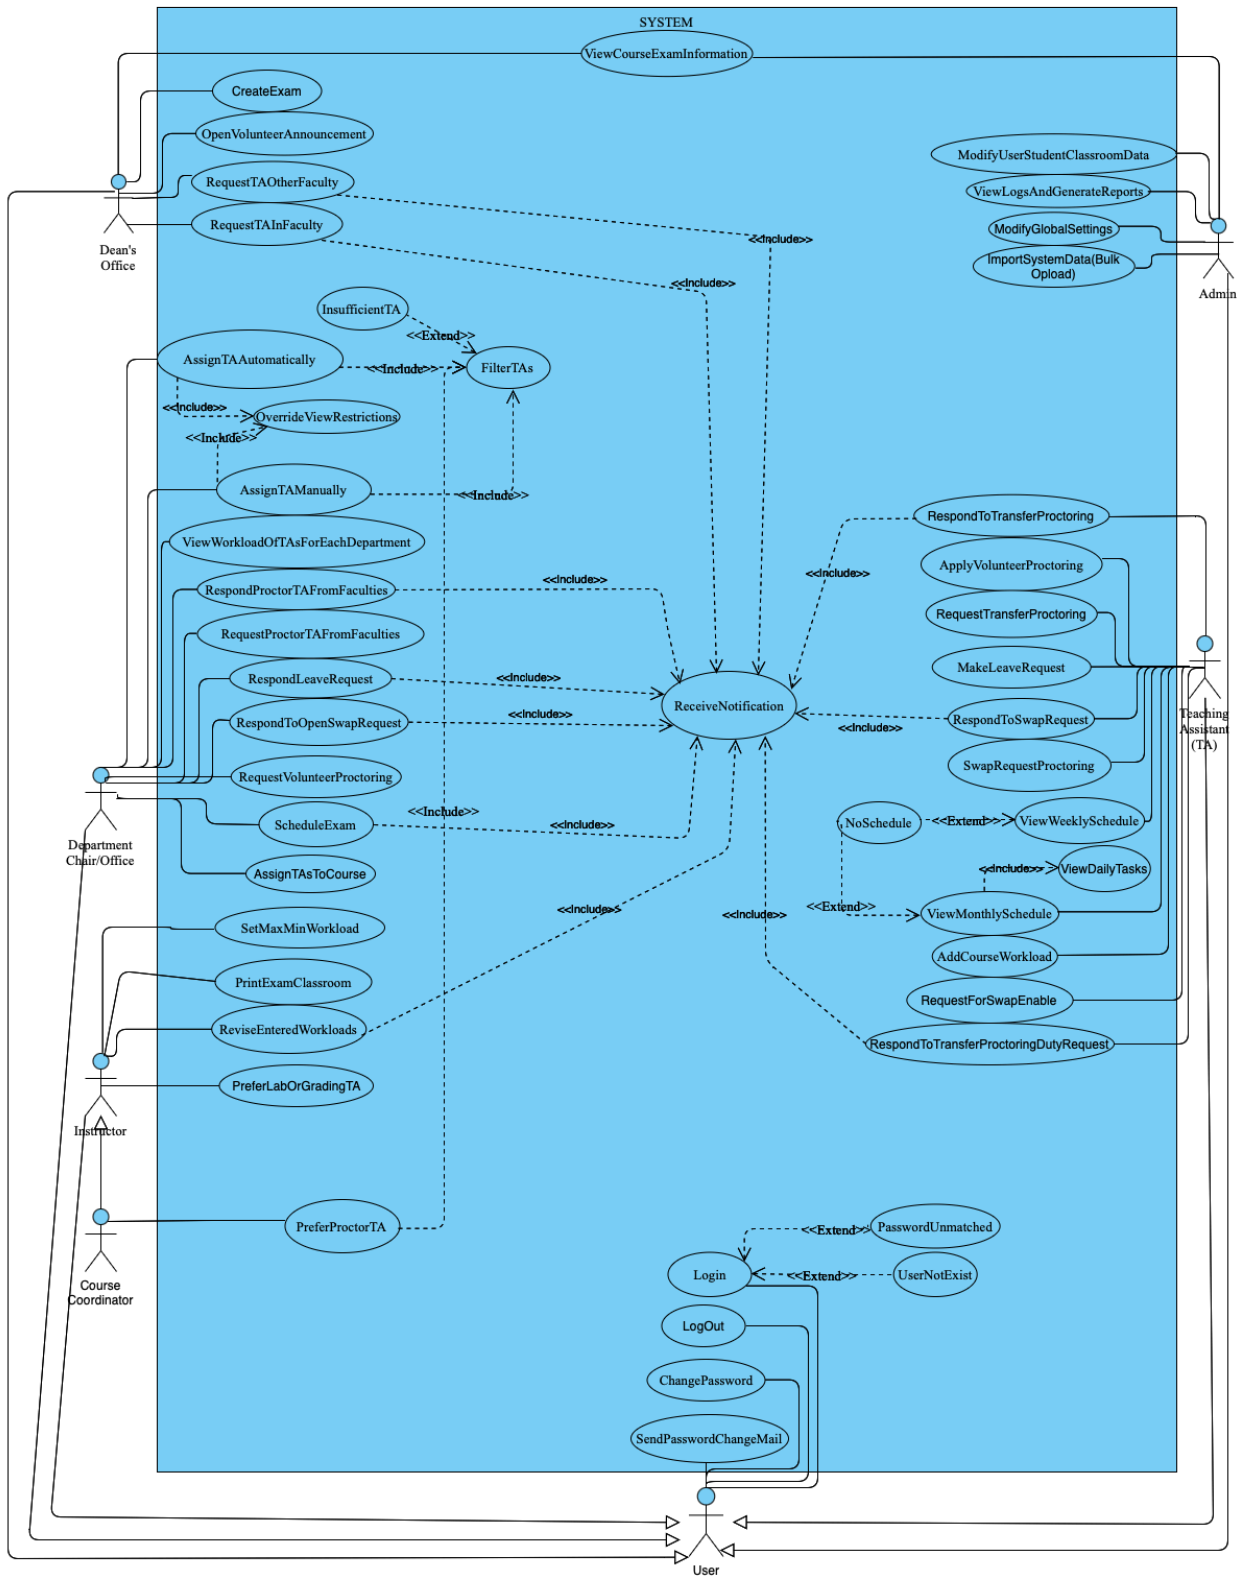 SYSTEM
ViewCourseExamInformation
CreateExam
OpenVolunteerAnnouncement
RequestTAOtherFaculty
RequestTAInFaculty
Dean's
Office
ModifyUserStudentClassroomData
ViewLogsAndGenerateReports
ModifyGlobalSettings
ImportSystemData(Bulk
Opload)
Admin
<<Include>>
<<Include>>
InsufficientTA
<<Extend>>
AssignTAAutomatically
<<Include>>
FilterTAs
<<Include>>
OverrideViewRestrictions
<<Include>>
AssignTAManually
<<Include>>
ViewWorkloadOfTAsForEachDepartment
RespondProctorTAFromFaculties
<<Include>>
RequestProctorTAFromFaculties
RespondLeaveRequest
<<Include>>
RespondToOpenSwapRequest
<<Include>>
RequestVolunteerProctoring
ScheduleExam
<<Include>>
<<Include>>
AssignTAsToCourse
Department
Chair/Office
ReceiveNotification
RespondToTransferProctoring
<<Include>>
ApplyVolunteerProctoring
RequestTransferProctoring
MakeLeaveRequest
RespondToSwapRequest
<<Include>>
SwapRequestProctoring
Teaching
Assistant
(TA)
NoSchedule
<<Extend>>
ViewWeeklySchedule
<<Include>>
ViewDailyTasks
<<Extend>>
ViewMonthlySchedule
AddCourseWorkload
RequestForSwapEnable
RespondToTransferProctoringDutyRequest
<<Include>>
<<Include>>
SetMaxMinWorkload
PrintExamClassroom
ReviseEnteredWorkloads
PreferLabOrGradingTA
Instructor
PreferProctorTA
Course
Coordinator
<<Extend>>
PasswordUnmatched
Login
<<Extend>>
UserNotExist
LogOut
ChangePassword
SendPasswordChangeMail
User